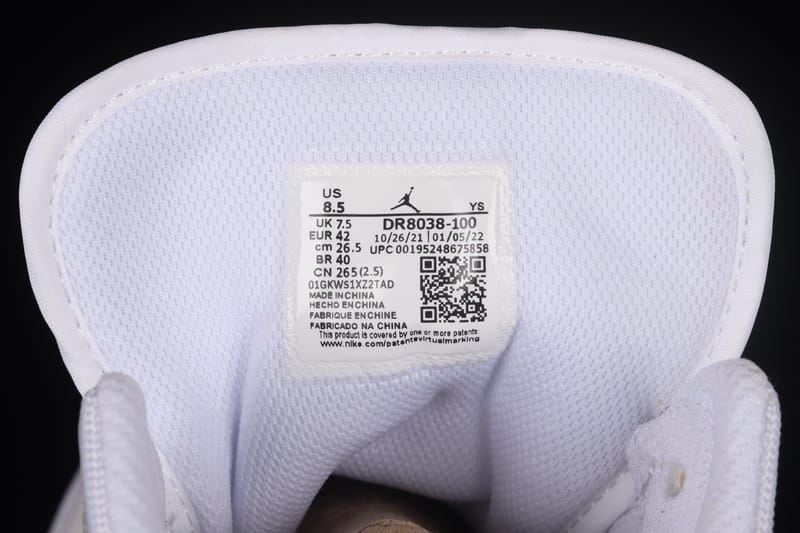 US
8.5 YS
UK 7.5 DR8038-100
EUR 42 10/26/21 | 01/05/22
cm 26.5 UPC 00195248675858
BR 40
CN 265 (2.5)
01GKWS1XZ2TAD
MADE IN CHINA
HECHO EN CHINA
FABRIQUE EN CHINE
FABRICADO NA CHINA
This product is covered by one or more patents:
www.nike.com/patentsvirtualmarking